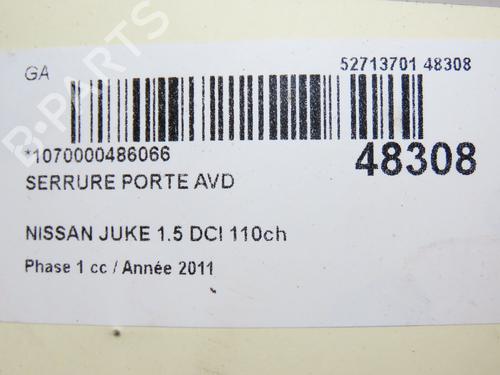 GA
52713701 48308
*1070000486066
48308
SERRURE PORTE AVD
NISSAN JUKE 1.5 DCI 110ch
Phase 1 cc / Année 2011
B-PARTS